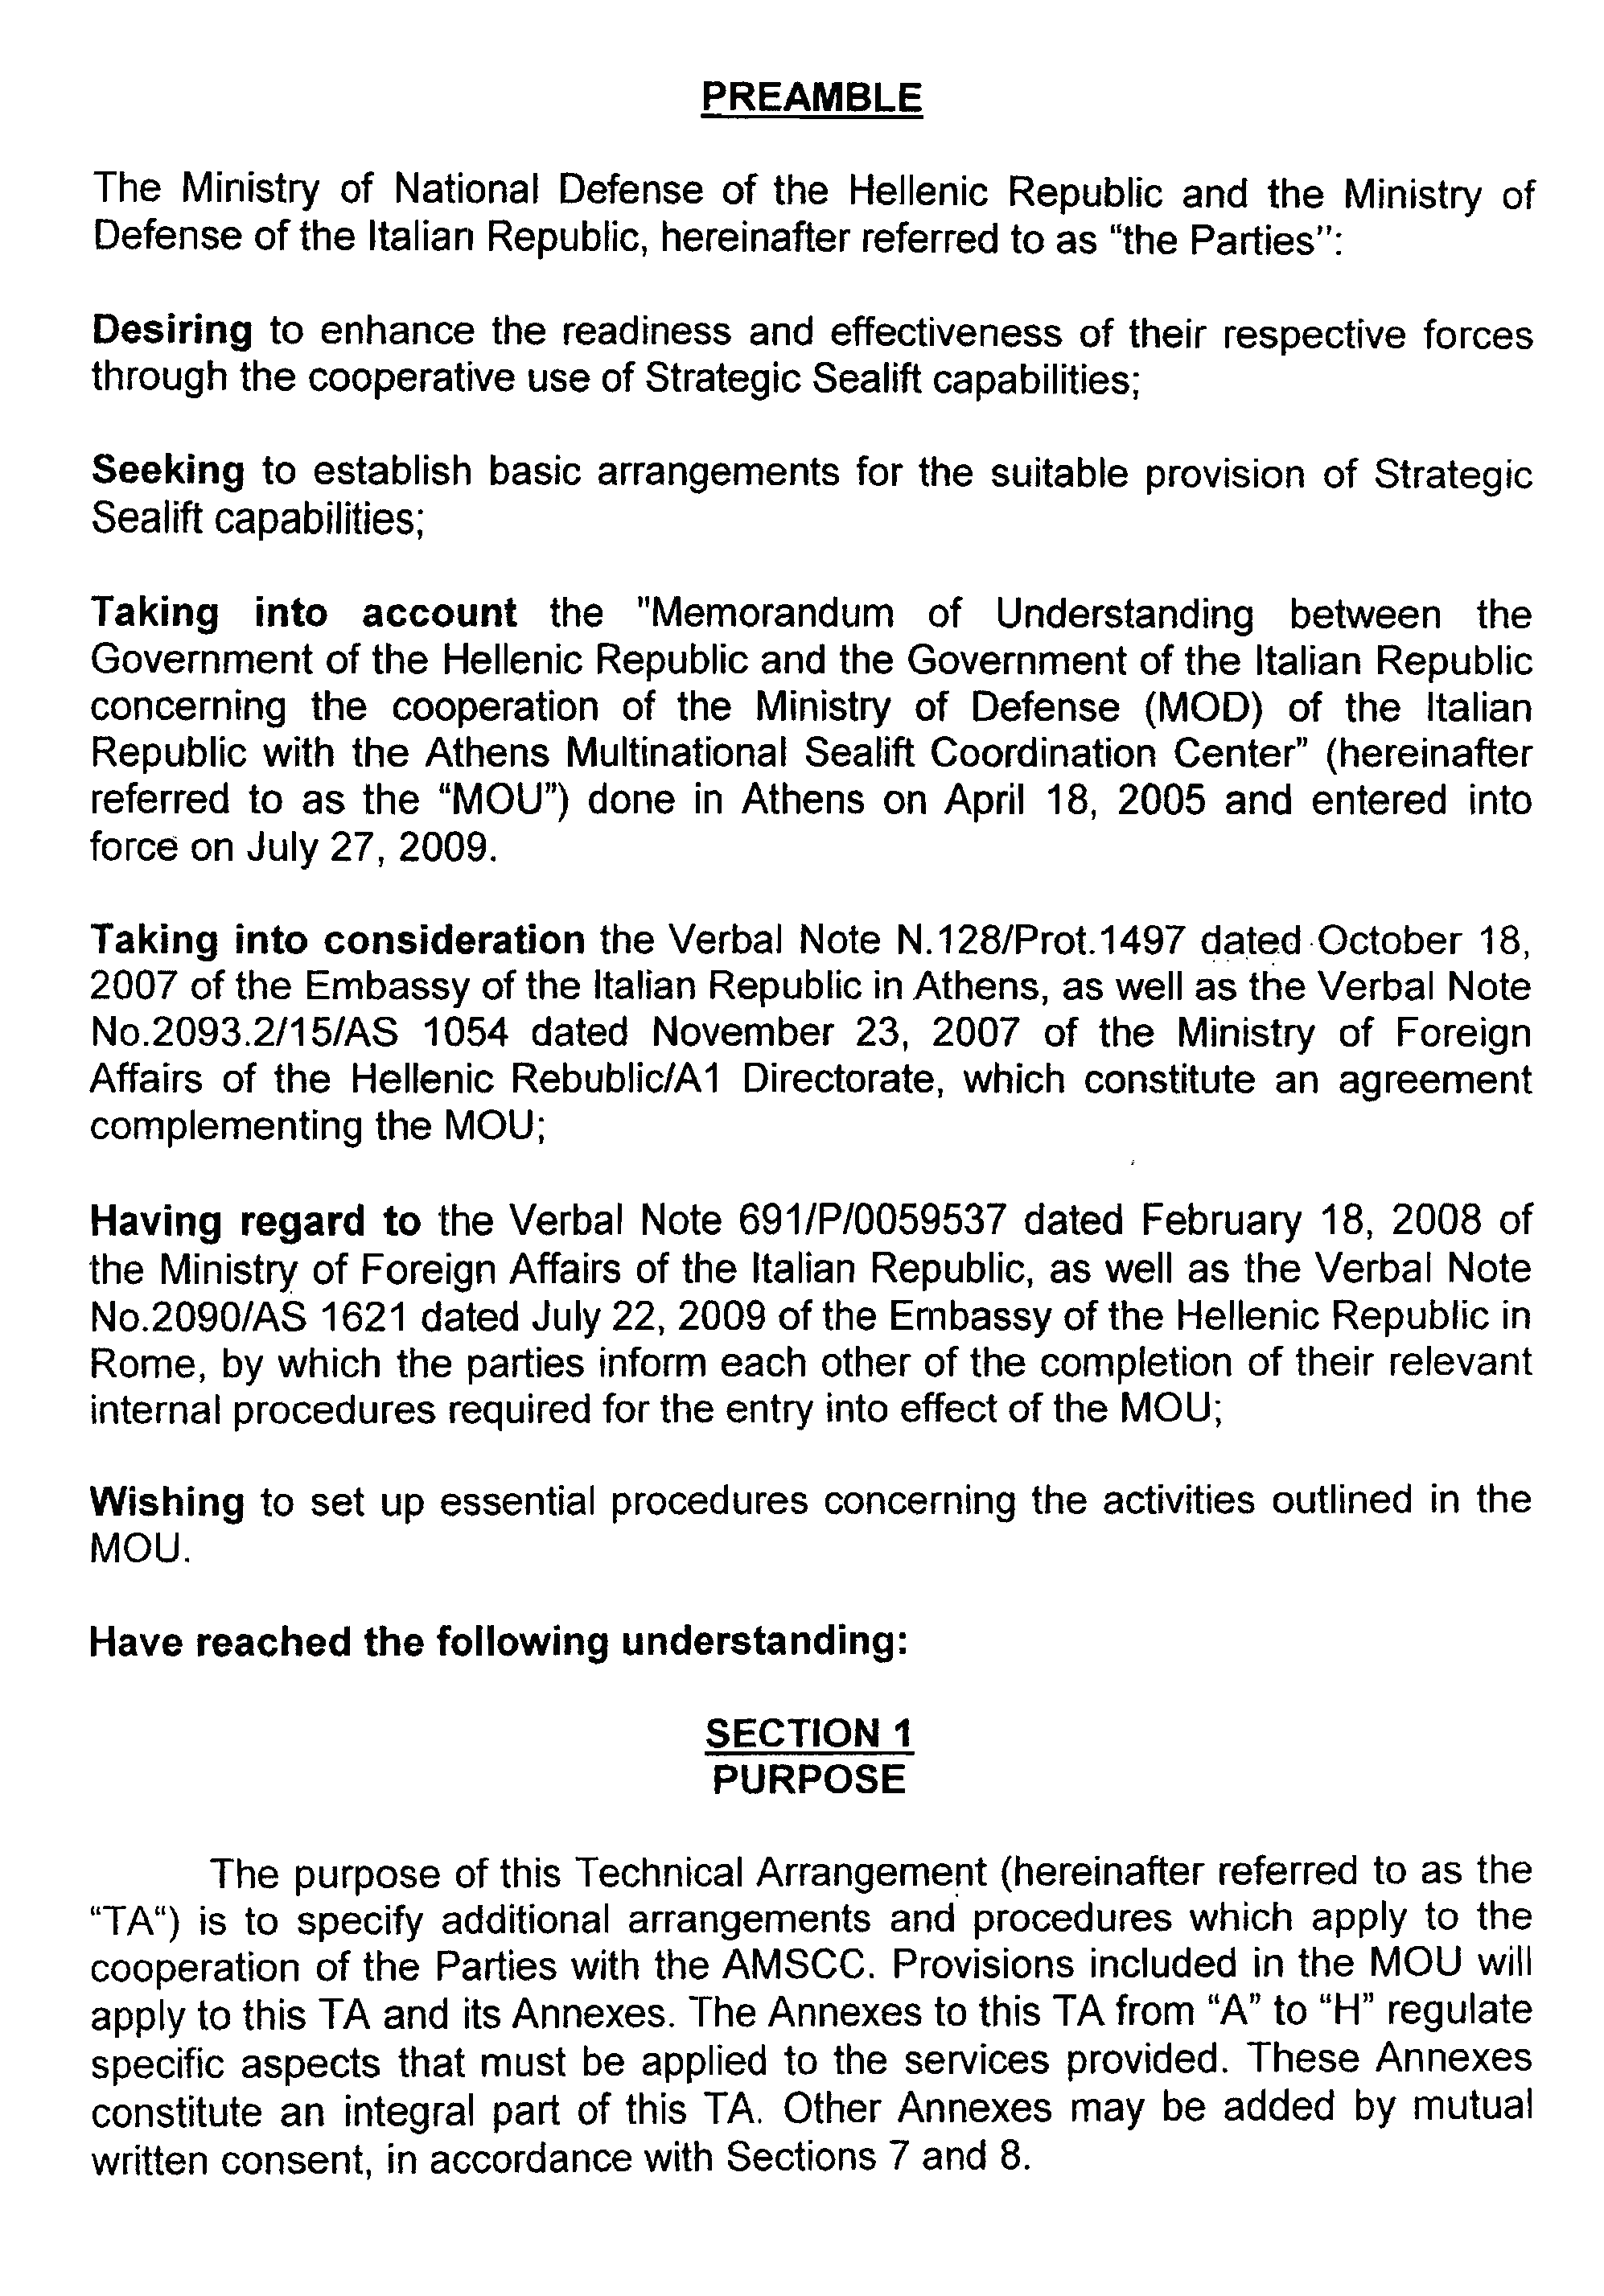 PREAMBLE
The Ministry of National Defense of the Hellenic Republic and the Ministry of
Defense of the Italian Republic, hereinafter referred to as “the Parties”:
Desiring to enhance the readiness and effectiveness of their respective forces
through the cooperative use of Strategic Sealift capabilities;
Seeking to establish basic arrangements for the suitable provision of Strategic
Sealift capabilities;
Taking into account the "Memorandum of Understanding between the
Government of the Hellenic Republic and the Government of the Italian Republic
concerning the cooperation of the Ministry of Defense (MOD) of the Italian
Republic with the Athens Multinational Sealift Coordination Center” (hereinafter
referred to as the “MOU”) done in Athens on April 18, 2005 and entered into
force on July 27, 2009.
Taking into consideration the Verbal Note N.128/Prot.1497 dated October 18,
2007 of the Embassy of the Italian Republic in Athens, as well as the Verbal Note
No.2093.2/15/AS 1054 dated November 23, 2007 of the Ministry of Foreign
Affairs of the Hellenic Rebublic/A1 Directorate, which constitute an agreement
complementing the MOU;
Having regard to the Verbal Note 691/P/0059537 dated February 18, 2008 of
the Ministry of Foreign Affairs of the Italian Republic, as well as the Verbal Note
No.2090/AS 1621 dated July 22, 2009 of the Embassy of the Hellenic Republic in
Rome, by which the parties inform each other of the completion of their relevant
internal procedures required for the entry into effect of the MOU;
Wishing to set up essential procedures concerning the activities outlined in the
MOU.
Have reached the following understanding:
SECTION 1
PURPOSE
The purpose of this Technical Arrangement (hereinafter referred to as the
“TA“) is to specify additional arrangements and procedures which apply to the
cooperation of the Parties with the AMSCC. Provisions included in the MOU will
apply to this TA and its Annexes. The Annexes to this TA from “A” to “H” regulate
specific aspects that must be applied to the services provided. These Annexes
constitute an integral part of this TA. Other Annexes may be added by mutual
written consent, in accordance with Sections 7 and 8.